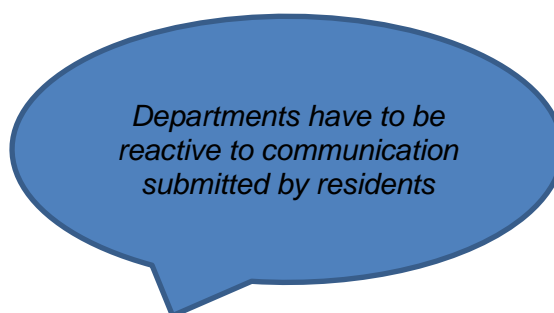 Departments have to be
reactive to communication
submitted by residents